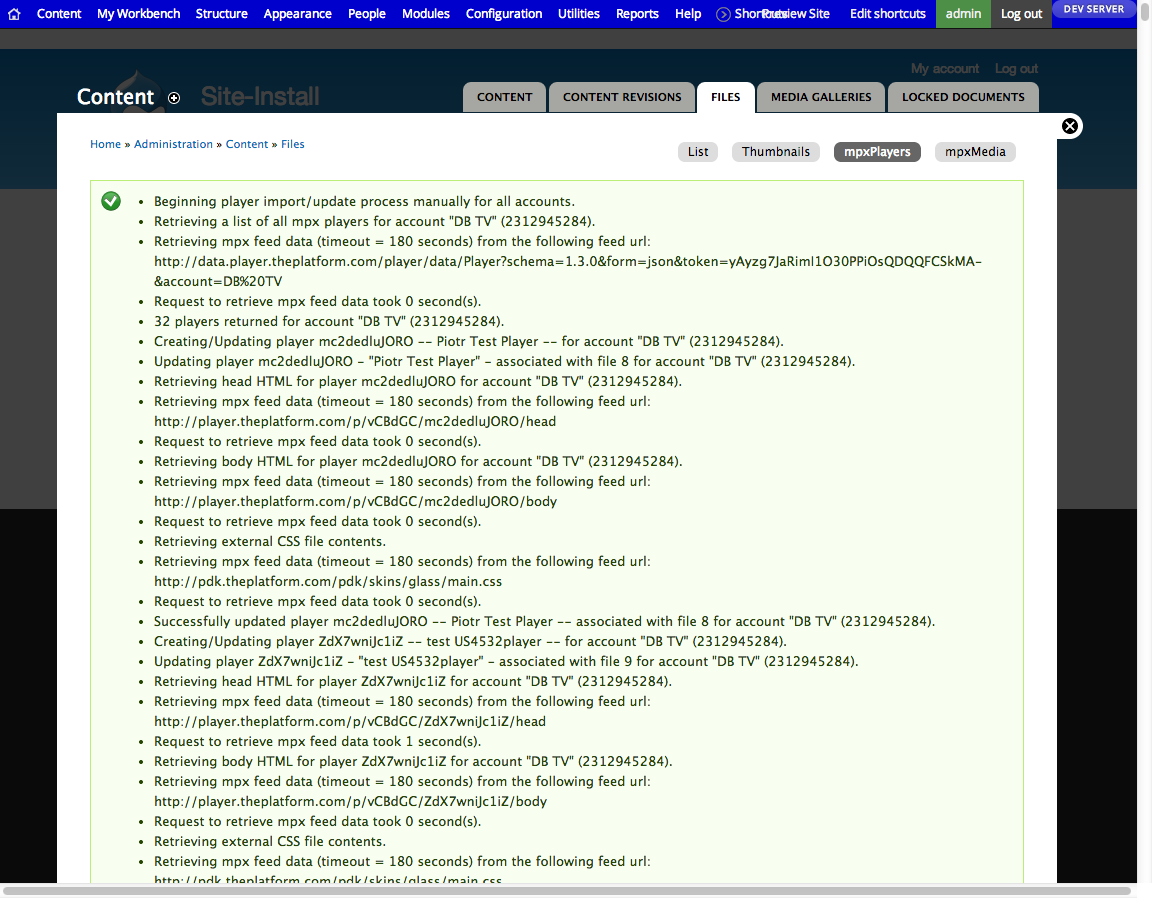 Content My Workbench Structure Appearance People Modules Configuration Utilities Reports Help Shortcuts Preview Site Edit shortcuts admin Log out DEV SERVER
My account Log out
Content Site-Install CONTENT CONTENT REVISIONS FILES MEDIA GALLERIES LOCKED DOCUMENTS
Home » Administration » Content » Files List Thumbnails mpxPlayers mpxMedia
• Beginning player import/update process manually for all accounts.
• Retrieving a list of all mpx players for account "DB TV" (2312945284).
• Retrieving mpx feed data (timeout = 180 seconds) from the following feed url:
http://data.player.theplatform.com/player/data/Player?schema=1.3.0&form=json&token=yAyzg7JaRimI1O30PPiOsQDQQFCSkMA-
&account=DB%20TV
• Request to retrieve mpx feed data took 0 second(s).
• 32 players returned for account "DB TV" (2312945284).
• Creating/Updating player mc2dedluJORO -- Piotr Test Player -- for account "DB TV" (2312945284).
• Updating player mc2dedluJORO - "Piotr Test Player" - associated with file 8 for account "DB TV" (2312945284).
• Retrieving head HTML for player mc2dedluJORO for account "DB TV" (2312945284).
• Retrieving mpx feed data (timeout = 180 seconds) from the following feed url:
http://player.theplatform.com/p/vCBdGC/mc2dedluJORO/head
• Request to retrieve mpx feed data took 0 second(s).
• Retrieving body HTML for player mc2dedluJORO for account "DB TV" (2312945284).
• Retrieving mpx feed data (timeout = 180 seconds) from the following feed url:
http://player.theplatform.com/p/vCBdGC/mc2dedluJORO/body
• Request to retrieve mpx feed data took 0 second(s).
• Retrieving external CSS file contents.
• Retrieving mpx feed data (timeout = 180 seconds) from the following feed url:
http://pdk.theplatform.com/pdk/skins/glass/main.css
• Request to retrieve mpx feed data took 0 second(s).
• Successfully updated player mc2dedluJORO -- Piotr Test Player -- associated with file 8 for account "DB TV" (2312945284).
• Creating/Updating player ZdX7wniJc1iZ -- test US4532player -- for account "DB TV" (2312945284).
• Updating player ZdX7wniJc1iZ - "test US4532player" - associated with file 9 for account "DB TV" (2312945284).
• Retrieving head HTML for player ZdX7wniJc1iZ for account "DB TV" (2312945284).
• Retrieving mpx feed data (timeout = 180 seconds) from the following feed url:
http://player.theplatform.com/p/vCBdGC/ZdX7wniJc1iZ/head
• Request to retrieve mpx feed data took 1 second(s).
• Retrieving body HTML for player ZdX7wniJc1iZ for account "DB TV" (2312945284).
• Retrieving mpx feed data (timeout = 180 seconds) from the following feed url:
http://player.theplatform.com/p/vCBdGC/ZdX7wniJc1iZ/body
• Request to retrieve mpx feed data took 0 second(s).
• Retrieving external CSS file contents.
• Retrieving mpx feed data (timeout = 180 seconds) from the following feed url:
http://pdk.theplatform.com/pdk/skins/glass/main.css